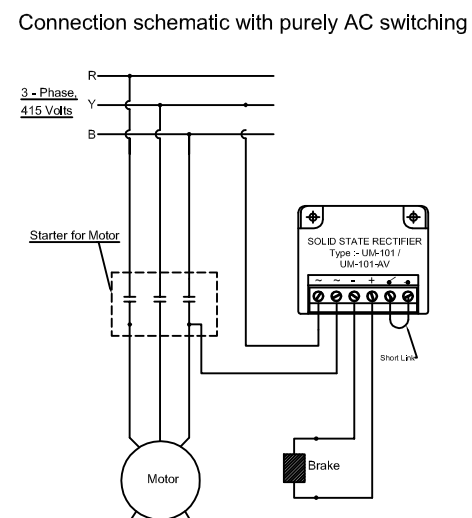 Connection schematic with purely AC switching
R
3 - Phase,
415 Volts
Y
B
Starter for Motor
SOLID STATE RECTIFIER
Type :- UM-101 /
UM-101-AV
~ ~ - +
Short Link
Brake
Motor